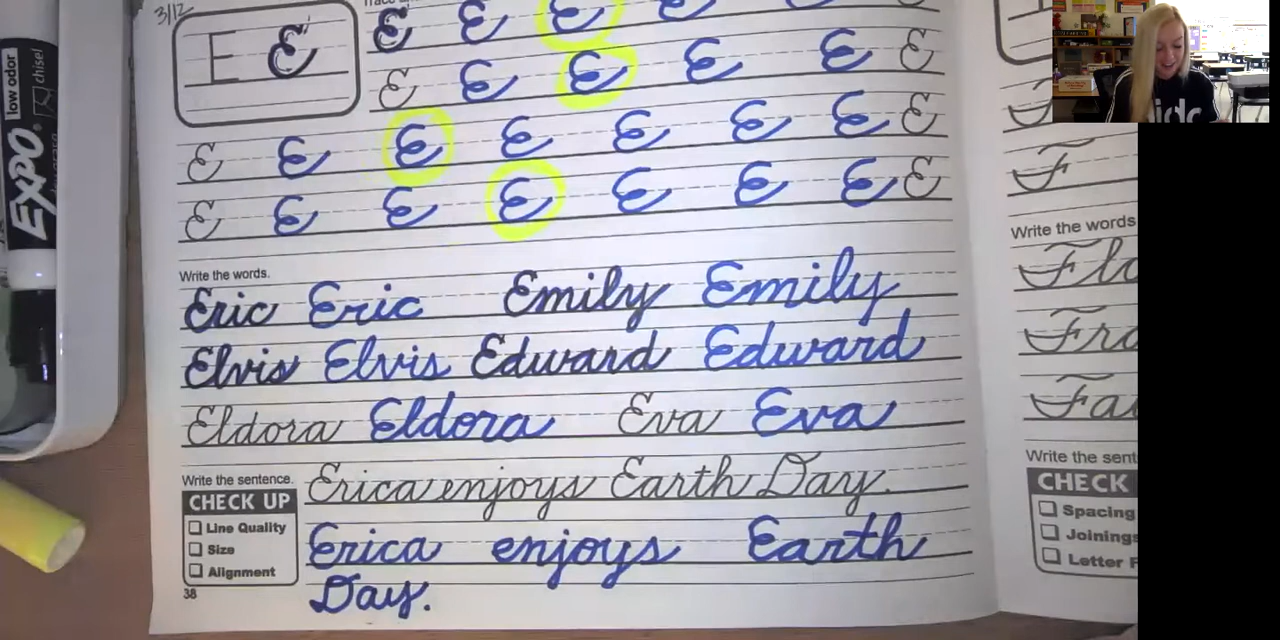 3/12
E ℰ
ℰ ℰ ℰ ℰ ℰ ℰ
ℰ ℰ ℰ ℰ ℰ ℰ
ℰ ℰ ℰ ℰ ℰ ℰ ℰ ℰ
ℰ ℰ ℰ ℰ ℰ ℰ ℰ ℰ
Write the words.
Eric Eric Emily Emily
Elvis Elvis Edward Edward
Eldora Eldora Eva Eva
Write the sentence.
Erica enjoys Earth Day.
CHECK UP
Line Quality
Size
Alignment
Erica enjoys Earth
Day.
38
low odor
chisel
EXPO
F
Write the words
Write the sent
CHECK
Spacing
Joinings
Letter F